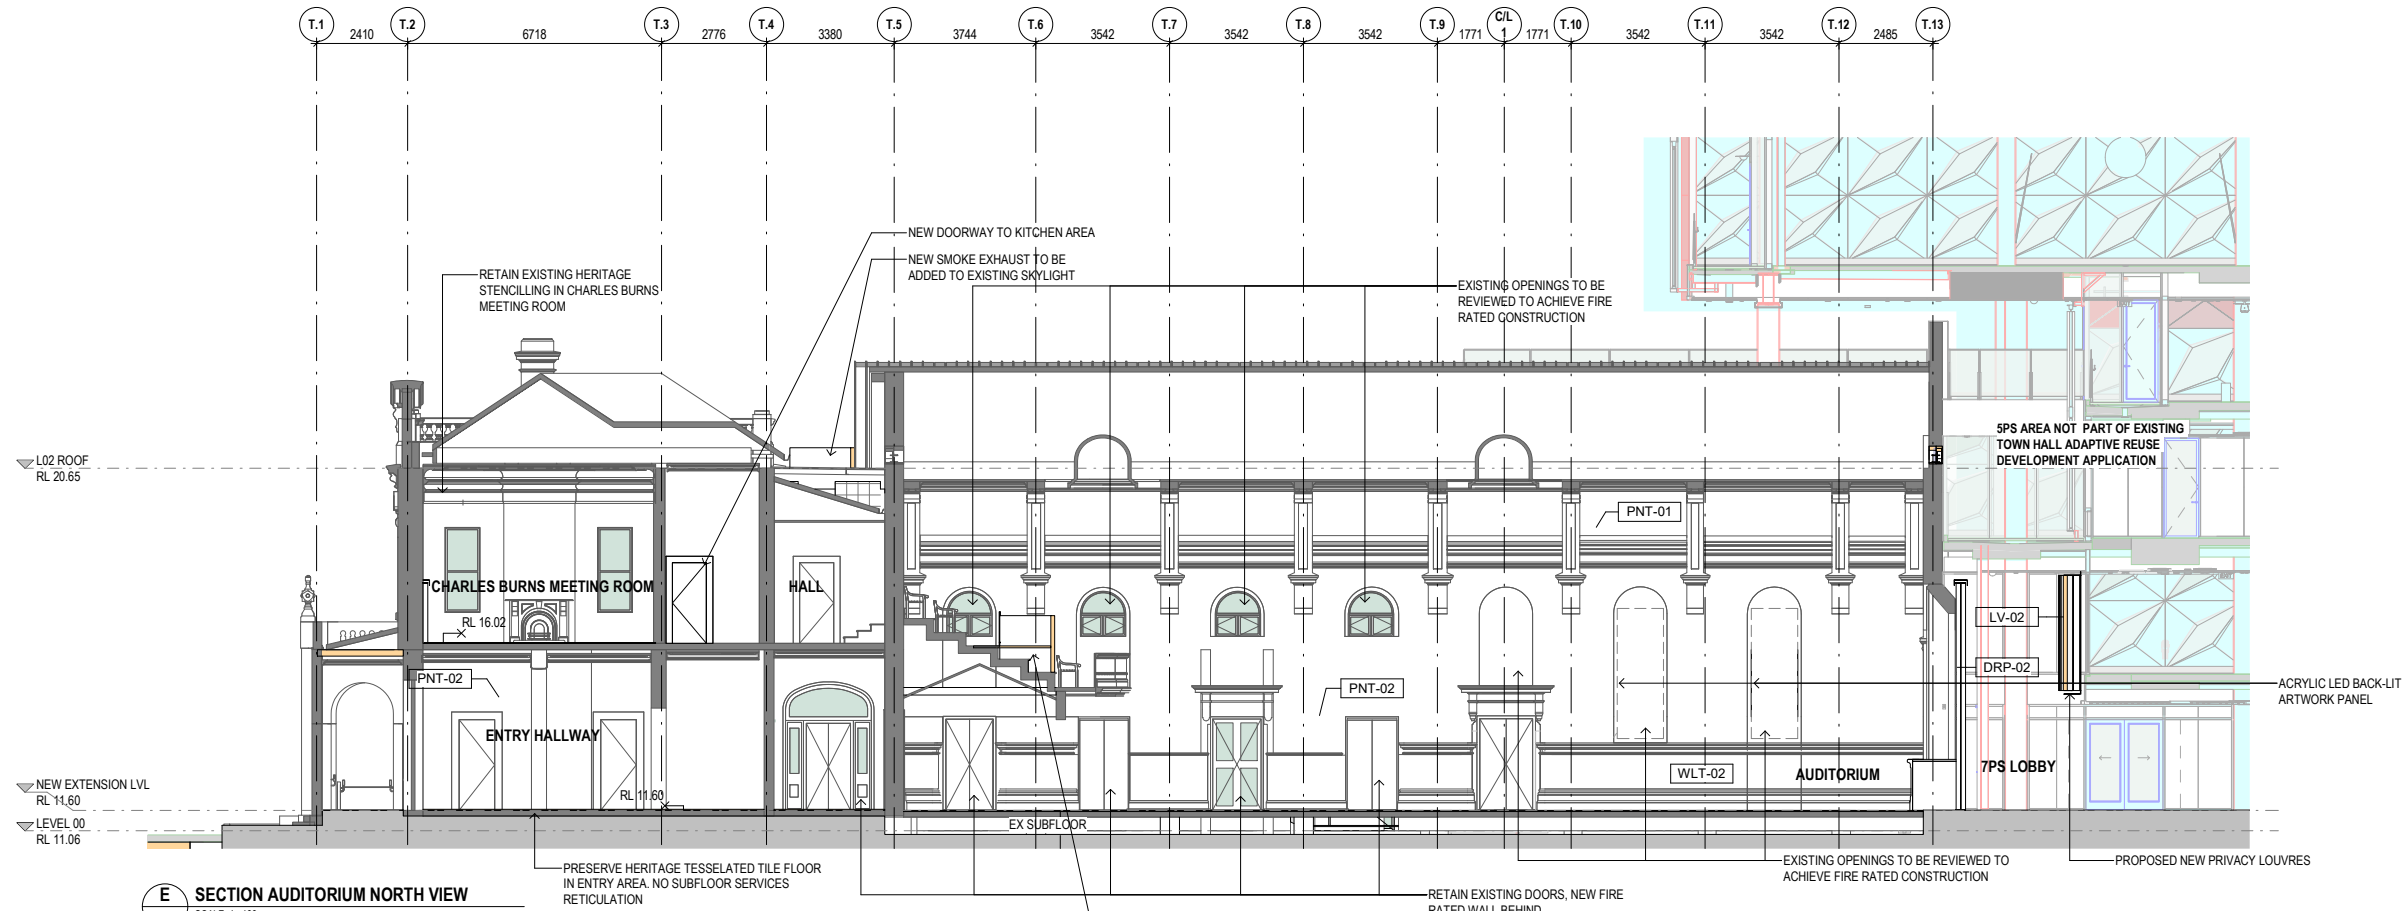 T.1
T.2
T.3
T.4
T.5
T.6
T.7
T.8
T.9
C/L
1
T.10
T.11
T.12
T.13
2410
6718
2776
3380
3744
3542
3542
3542
1771
1771
3542
3542
2485
NEW DOORWAY TO KITCHEN AREA
NEW SMOKE EXHAUST TO BE
ADDED TO EXISTING SKYLIGHT
RETAIN EXISTING HERITAGE
STENCILLING IN CHARLES BURNS
MEETING ROOM
EXISTING OPENINGS TO BE
REVIEWED TO ACHIEVE FIRE
RATED CONSTRUCTION
5PS AREA NOT PART OF EXISTING
TOWN HALL ADAPTIVE REUSE
DEVELOPMENT APPLICATION
L02 ROOF
RL 20.65
PNT-01
CHARLES BURNS MEETING ROOM
HALL
RL 16.02
LV-02
DRP-02
PNT-02
PNT-02
ACRYLIC LED BACK-LIT
ARTWORK PANEL
ENTRY HALLWAY
WLT-02
AUDITORIUM
7PS LOBBY
NEW EXTENSION LVL
RL 11.60
RL 11.60
LEVEL 00
RL 11.06
EX SUBFLOOR
PRESERVE HERITAGE TESSELATED TILE FLOOR
IN ENTRY AREA. NO SUBFLOOR SERVICES
RETICULATION
EXISTING OPENINGS TO BE REVIEWED TO
ACHIEVE FIRE RATED CONSTRUCTION
PROPOSED NEW PRIVACY LOUVRES
E
SECTION AUDITORIUM NORTH VIEW
RETAIN EXISTING DOORS, NEW FIRE
RATED WALL BEHIND